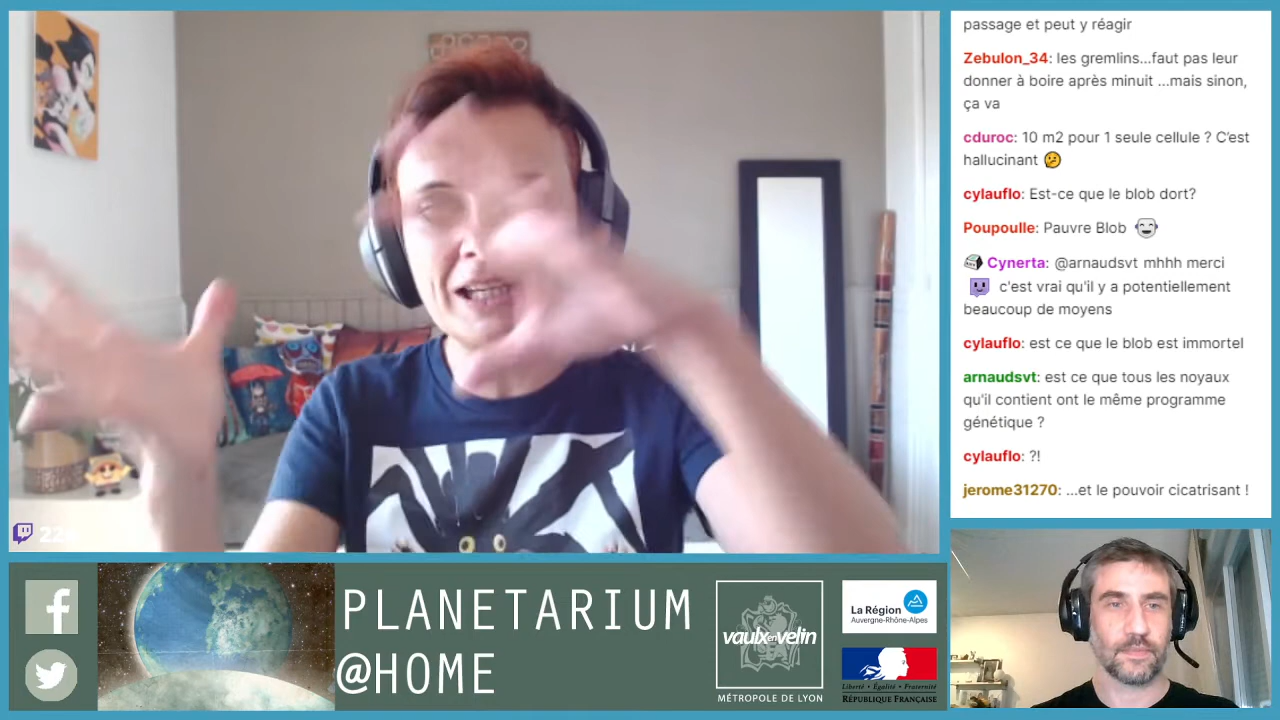 passage et peut y réagir
Zebulon_34: les gremlins...faut pas leur
donner à boire après minuit ...mais sinon,
ça va
cduroc: 10 m2 pour 1 seule cellule ? C'est
hallucinant
cylauflo: Est-ce que le blob dort?
Poupoulle: Pauvre Blob
Cynerta: @arnaudsvt mhhh merci
c'est vrai qu'il y a potentiellement
beaucoup de moyens
cylauflo: est ce que le blob est immortel
arnaudsvt: est ce que tous les noyaux
qu'il contient ont le même programme
génétique ?
cylauflo: ?!
jerome31270: ...et le pouvoir cicatrisant !
PLANETARIUM
@HOME
vaulxenvelin
MÉTROPOLE DE LYON
La Région
Auvergne-Rhône-Alpes
Liberté • Égalité • Fraternité
RÉPUBLIQUE FRANÇAISE